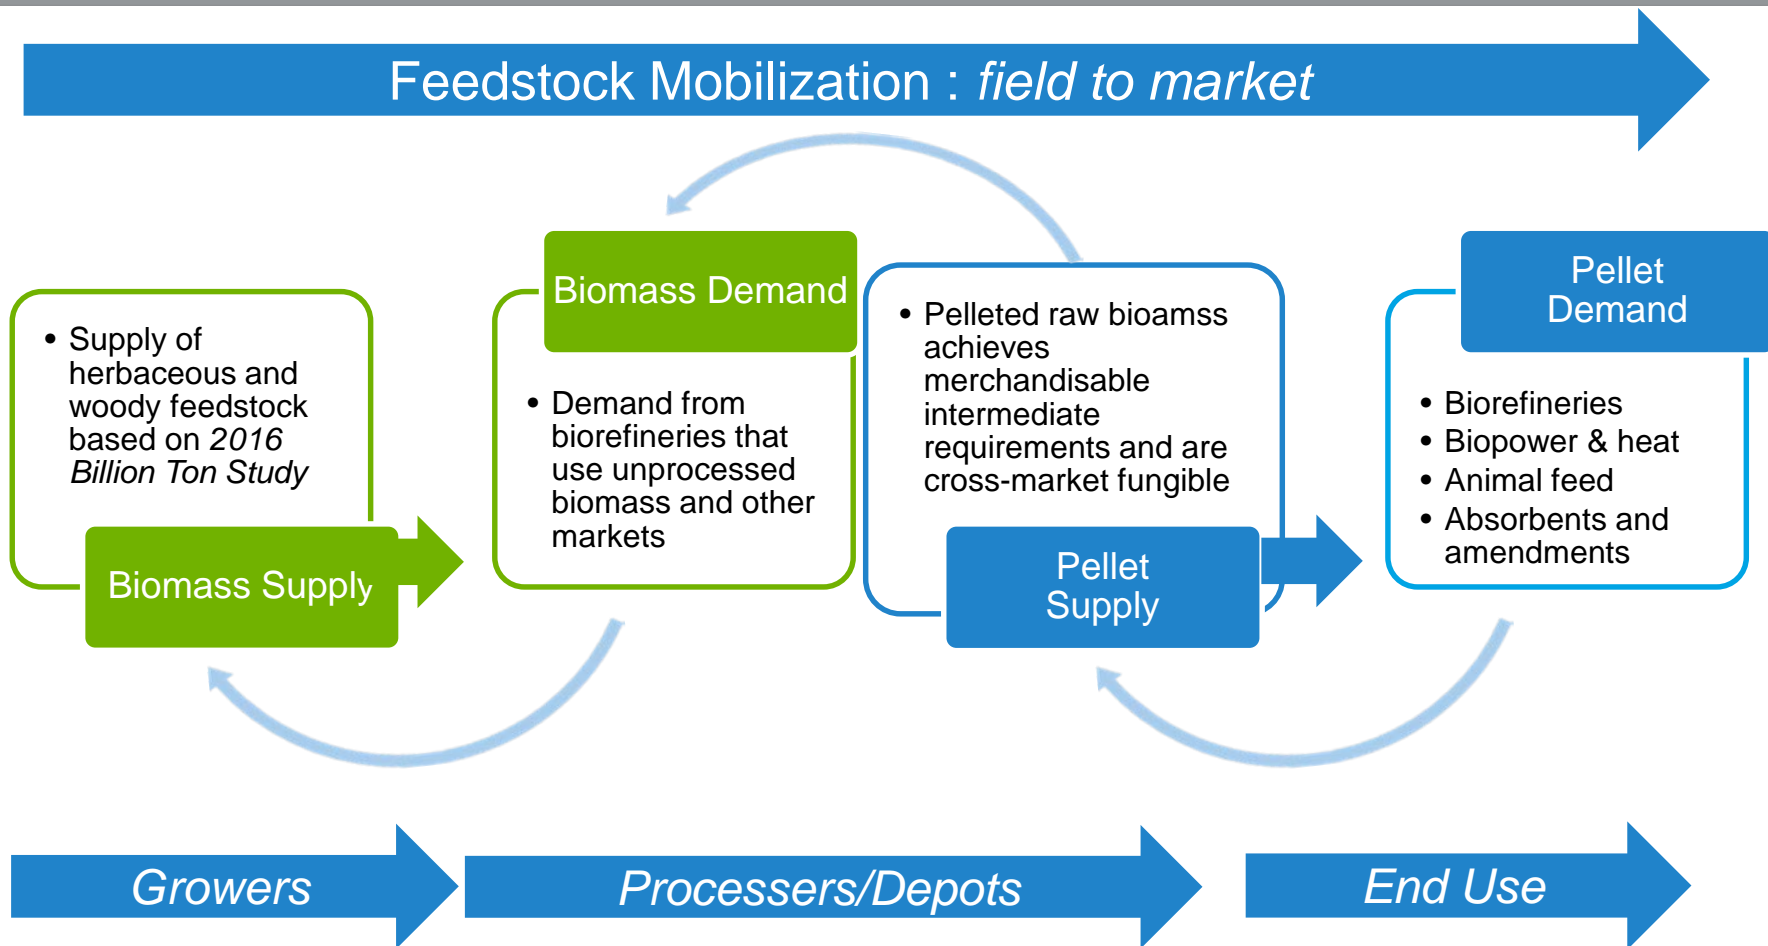 Feedstock Mobilization : field to market
• Supply of
herbaceous and
woody feedstock
based on 2016
Billion Ton Study
Biomass Supply
Biomass Demand
• Demand from
biorefineries that
use unprocessed
biomass and other
markets
• Pelleted raw bioamss
achieves
merchandisable
intermediate
requirements and are
cross-market fungible
Pellet
Supply
Pellet
Demand
• Biorefineries
• Biopower & heat
• Animal feed
• Absorbents and
amendments
Growers
Processers/Depots
End Use